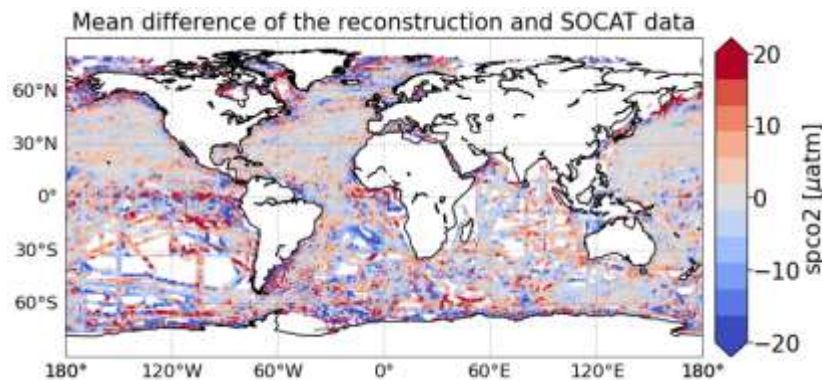 Mean difference of the reconstruction and SOCAT data
60°N
30°N
0°
30°S
60°S
180°
120°W
60°W
0°
60°E
120°E
180°
20
10
0
−10
−20
spco2 [μatm]